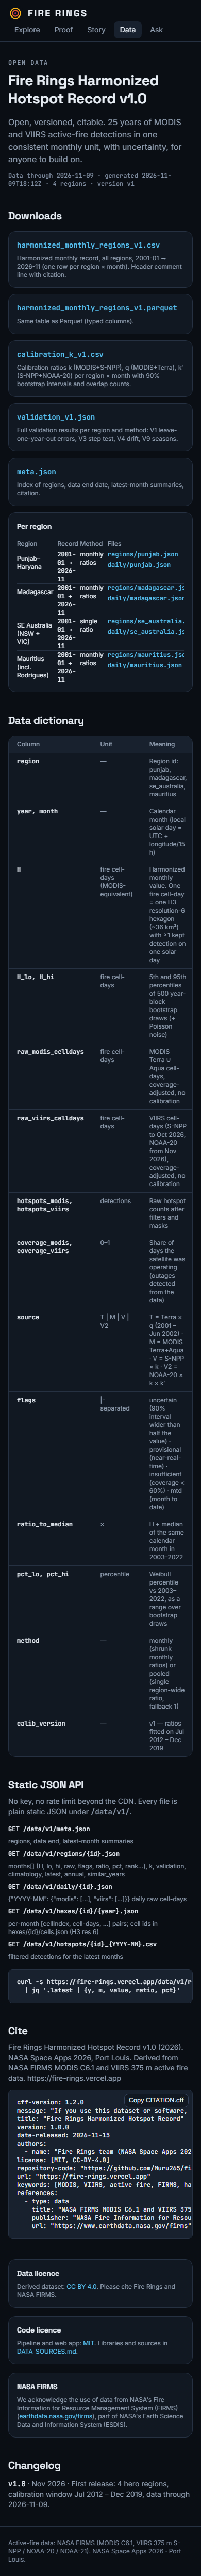 FIRE RINGS
Explore Proof Story Data Ask
OPEN DATA
Fire Rings Harmonized
Hotspot Record v1.0
Open, versioned, citable. 25 years of MODIS
and VIIRS active-fire detections in one
consistent monthly unit, with uncertainty, for
anyone to build on.
Data through 2026-11-09 · generated 2026-11-
09T18:12Z · 4 regions · version v1
Downloads
harmonized_monthly_regions_v1.csv
Harmonized monthly record, all regions, 2001-01 →
2026-11 (one row per region × month). Header comment
line with citation.
harmonized_monthly_regions_v1.parquet
Same table as Parquet (typed columns).
calibration_k_v1.csv
Calibration ratios k (MODIS÷S-NPP), q (MODIS÷Terra), k′
(S-NPP÷NOAA-20) per region × month with 90%
bootstrap intervals and overlap counts.
validation_v1.json
Full validation results per region and method: V1 leave-
one-year-out errors, V3 step test, V4 drift, V9 seasons.
meta.json
Index of regions, data end date, latest-month summaries,
citation.
Per region
Region Record Method Files
Punjab–
Haryana
2001-
01 →
2026-
11
monthly
ratios
regions/punjab.json
daily/punjab.json
Madagascar
2001-
01 →
2026-
11
monthly
ratios
regions/madagascar.js
daily/madagascar.json
SE Australia
(NSW +
VIC)
2001-
01 →
2026-
11
single
ratio
regions/se_australia.
daily/se_australia.js
Mauritius
(incl.
Rodrigues)
2001-
01 →
2026-
11
monthly
ratios
regions/mauritius.jso
daily/mauritius.json
Data dictionary
Column Unit Meaning
region
—
Region id:
punjab,
madagascar,
se_australia,
mauritius
year, month
—
Calendar
month (local
solar day =
UTC +
longitude/15
h)
H
fire cell-
days
(MODIS-
equivalent)
Harmonized
monthly
value. One
fire cell-day
= one H3
resolution-6
hexagon
(~36 km²)
with ≥1 kept
detection on
one solar
day
H_lo, H_hi
fire cell-
days
5th and 95th
percentiles
of 500 year-
block
bootstrap
draws (+
Poisson
noise)
raw_modis_celldays
fire cell-
days
MODIS
Terra ∪
Aqua cell-
days,
coverage-
adjusted, no
calibration
raw_viirs_celldays
fire cell-
days
VIIRS cell-
days (S-NPP
to Oct 2026,
NOAA-20
from Nov
2026),
coverage-
adjusted, no
calibration
hotspots_modis,
hotspots_viirs
detections
Raw hotspot
counts after
filters and
masks
coverage_modis,
coverage_viirs
0–1
Share of
days the
satellite was
operating
(outages
detected
from the
data)
source
T | M | V |
V2
T = Terra ×
q (2001 –
Jun 2002) ·
M = MODIS
Terra+Aqua
· V = S-NPP
× k · V2 =
NOAA-20 ×
k × k′
flags
|-
separated
uncertain
(90%
interval
wider than
half the
value) ·
provisional
(near-real-
time) ·
insufficient
(coverage <
60%) · mtd
(month to
date)
ratio_to_median
×
H ÷ median
of the same
calendar
month in
2003–2022
pct_lo, pct_hi
percentile
Weibull
percentile
vs 2003–
2022, as a
range over
bootstrap
draws
method
—
monthly
(shrunk
monthly
ratios) or
pooled
(single
region-wide
ratio,
fallback 1)
calib_version
—
v1 — ratios
fitted on Jul
2012 – Dec
2019
Static JSON API
No key, no rate limit beyond the CDN. Every file is
plain static JSON under /data/v1/.
GET /data/v1/meta.json
regions, data end, latest-month summaries
GET /data/v1/regions/{id}.json
months[] (H, lo, hi, raw, flags, ratio, pct, rank…), k, validation,
climatology, latest, annual, similar_years
GET /data/v1/daily/{id}.json
{"YYYY-MM": {"modis": […], "viirs": […]}} daily raw cell-days
GET /data/v1/hexes/{id}/{year}.json
per-month [cellIndex, cell-days, …] pairs; cell ids in
hexes/{id}/cells.json (H3 res 6)
GET /data/v1/hotspots/{id}_{YYYY-MM}.csv
filtered detections for the latest months
curl -s https://fire-rings.vercel.app/data/v1/re
| jq '.latest | {y, m, value, ratio, pct}'
Cite
Fire Rings Harmonized Hotspot Record v1.0 (2026).
NASA Space Apps 2026, Port Louis. Derived from
NASA FIRMS MODIS C6.1 and VIIRS 375 m active fire
data. https://fire-rings.vercel.app
Copy CITATION.cff
cff-version: 1.2.0
message: "If you use this dataset or software, p
title: "Fire Rings Harmonized Hotspot Record"
version: 1.0.0
date-released: 2026-11-15
authors:
- name: "Fire Rings team (NASA Space Apps 202
license: [MIT, CC-BY-4.0]
repository-code: "https://github.com/Muru265/fir
url: "https://fire-rings.vercel.app"
keywords: [MODIS, VIIRS, active fire, FIRMS, har
references:
- type: data
title: "NASA FIRMS MODIS C6.1 and VIIRS 375
publisher: "NASA Fire Information for Resour
url: "https://www.earthdata.nasa.gov/firms"
Data licence
Derived dataset: CC BY 4.0. Please cite Fire Rings and
NASA FIRMS.
Code licence
Pipeline and web app: MIT. Libraries and sources in
DATA_SOURCES.md.
NASA FIRMS
We acknowledge the use of data from NASA's Fire
Information for Resource Management System (FIRMS)
(earthdata.nasa.gov/firms), part of NASA's Earth Science
Data and Information System (ESDIS).
Changelog
v1.0 · Nov 2026 · First release: 4 hero regions,
calibration window Jul 2012 – Dec 2019, data through
2026-11-09.
Active-fire data: NASA FIRMS (MODIS C6.1, VIIRS 375 m S-
NPP / NOAA-20 / NOAA-21). NASA Space Apps 2026 · Port
Louis.